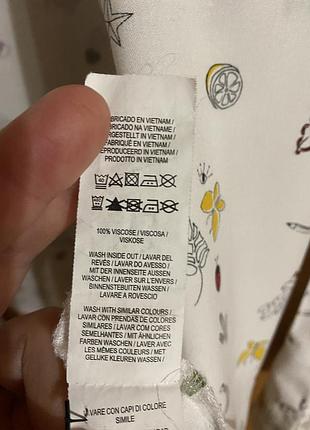 FABRICADO EN VIETNAM /
FABRICADO NA VIETNAME /
HERGESTELLT IN VIETNAM
/ FABRIQUÉ EN VIETNAM /
GEPRODUCEERD IN VIETNAM /
PRODOTTO IN VIETNAM
100% VISCOSE / VISCOSA /
VISKOSE
WASH INSIDE OUT / LAVAR DEL
REVÉS / LAVAR DO AVESSO /
MIT DER INNENSEITE AUSSEN
WASCHEN / LAVER SUR L'ENVERS /
BINNENSTEBUITEN WASSEN
/ LAVARE A ROVESCIO
WASH WITH SIMILAR COLOURS /
LAVAR CON PRENDAS DE COLORES
SIMILARES / LAVAR COM CORES
SEMELHANTES / MIT ÄHNLICHEN
FARBEN WASCHEN / LAVER AVEC
LES MÊMES COULEURS / MET
GELIJKE KLEUREN WASSEN /
LAVARE CON CAPI DI COLORE
SIMILE